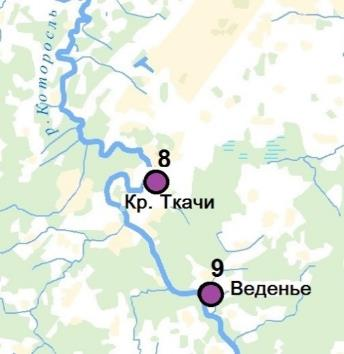 р. Которосль
8
Кр. Ткачи
9
Веденье